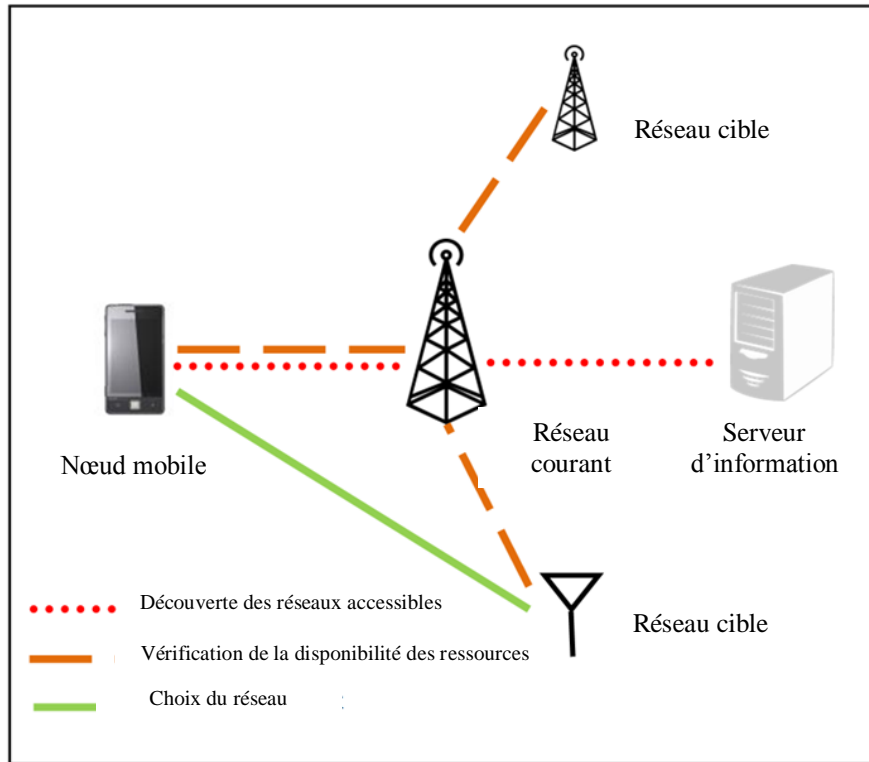 Réseau cible
Nœud mobile
Réseau
courant
Serveur
d'information
Réseau cible
Découverte des réseaux accessibles
Vérification de la disponibilité des ressources
Choix du réseau